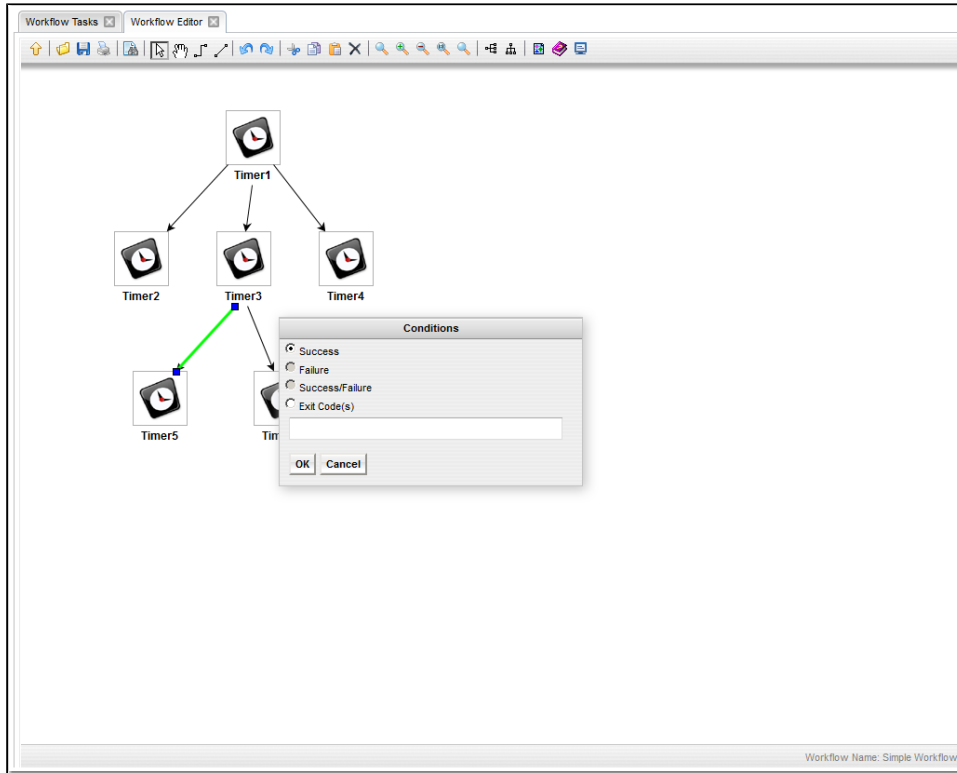 Workflow Tasks Workflow Editor
Timer1
Timer2 Timer3 Timer4
Conditions
Success
Failure
Success/Failure
Exit Code(s)
Timer5
OK Cancel
Workflow Name: Simple Workflow